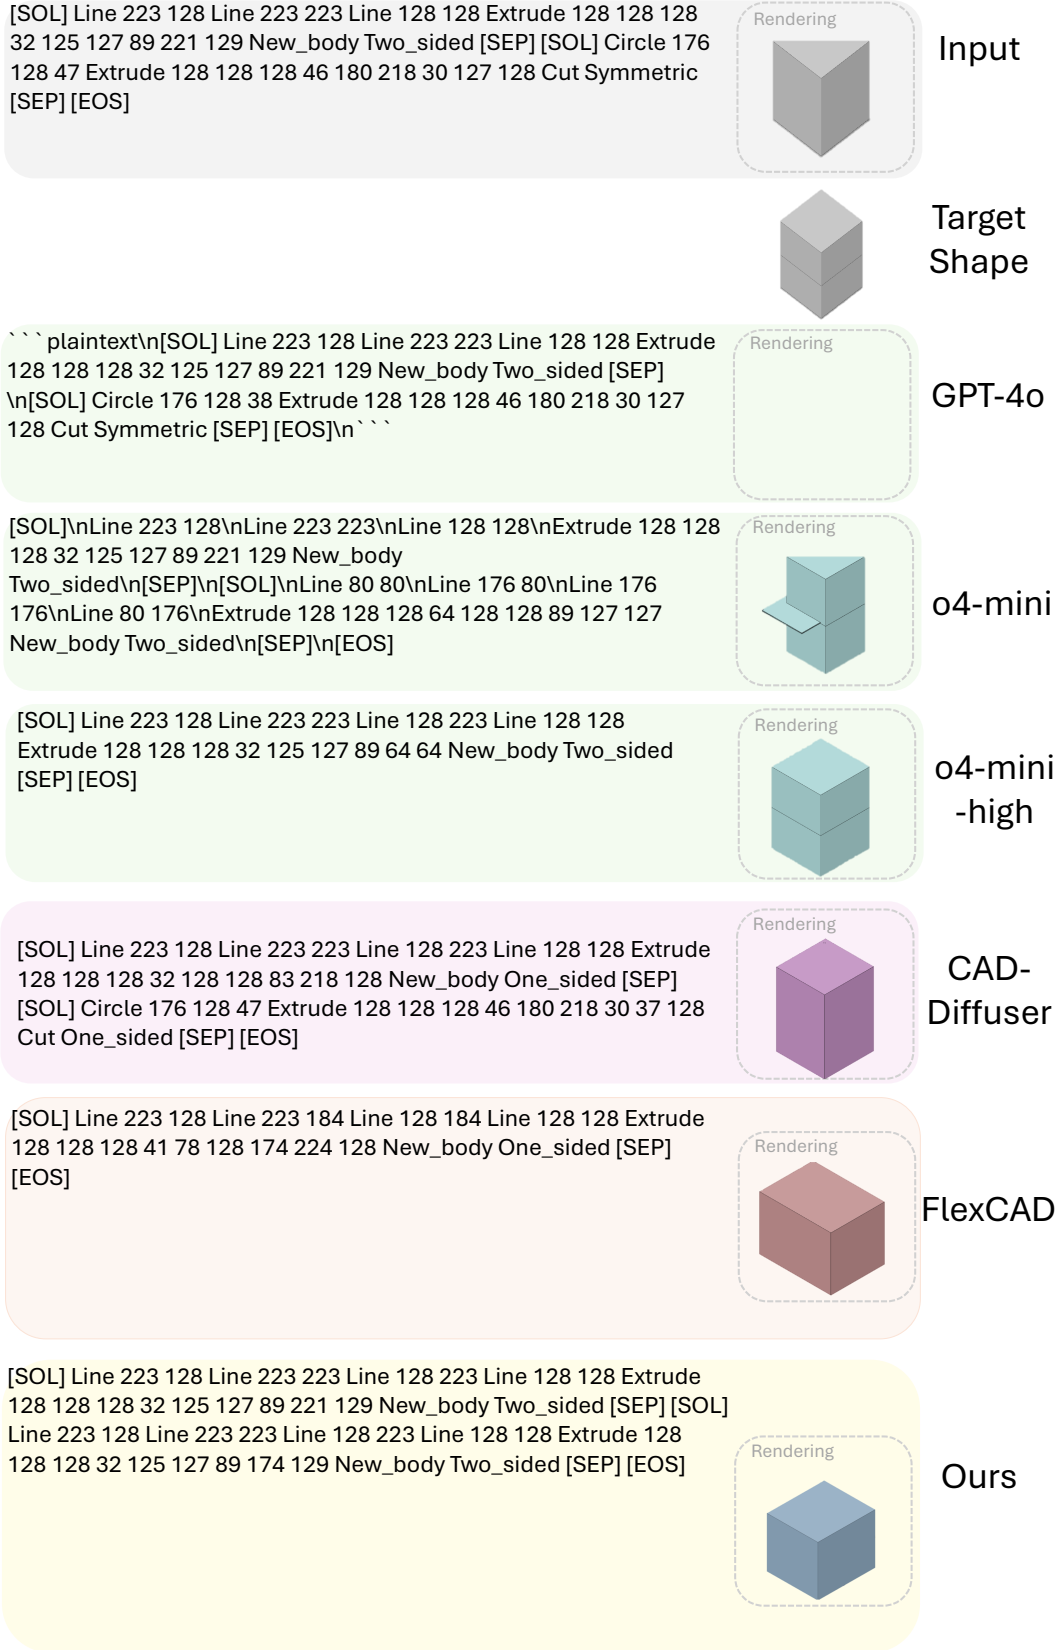 [SOL] Line 223 128 Line 223 223 Line 128 128 Extrude 128 128 128
32 125 127 89 221 129 New_body Two_sided [SEP] [SOL] Circle 176
128 47 Extrude 128 128 128 46 180 218 30 127 128 Cut Symmetric
[SEP] [EOS]
Rendering
Input
Target
Shape
```plaintext\n[SOL] Line 223 128 Line 223 223 Line 128 128 Extrude
128 128 128 32 125 127 89 221 129 New_body Two_sided [SEP]
\n[SOL] Circle 176 128 38 Extrude 128 128 128 46 180 218 30 127
128 Cut Symmetric [SEP] [EOS]\n```
Rendering
GPT-4o
[SOL]\nLine 223 128\nLine 223 223\nLine 128 128\nExtrude 128 128
128 32 125 127 89 221 129 New_body
Two_sided\n[SEP]\n[SOL]\nLine 80 80\nLine 176 80\nLine 176
176\nLine 80 176\nExtrude 128 128 128 64 128 128 89 127 127
New_body Two_sided\n[SEP]\n[EOS]
Rendering
o4-mini
[SOL] Line 223 128 Line 223 223 Line 128 223 Line 128 128
Extrude 128 128 128 32 125 127 89 64 64 New_body Two_sided
[SEP] [EOS]
Rendering
o4-mini
-high
[SOL] Line 223 128 Line 223 223 Line 128 223 Line 128 128 Extrude
128 128 128 32 128 128 83 218 128 New_body One_sided [SEP]
[SOL] Circle 176 128 47 Extrude 128 128 128 46 180 218 30 37 128
Cut One_sided [SEP] [EOS]
Rendering
CAD-
Diffuser
[SOL] Line 223 128 Line 223 184 Line 128 184 Line 128 128 Extrude
128 128 128 41 78 128 174 224 128 New_body One_sided [SEP]
[EOS]
Rendering
FlexCAD
[SOL] Line 223 128 Line 223 223 Line 128 223 Line 128 128 Extrude
128 128 128 32 125 127 89 221 129 New_body Two_sided [SEP] [SOL]
Line 223 128 Line 223 223 Line 128 223 Line 128 128 Extrude 128
128 128 32 125 127 89 174 129 New_body Two_sided [SEP] [EOS]
Rendering
Ours